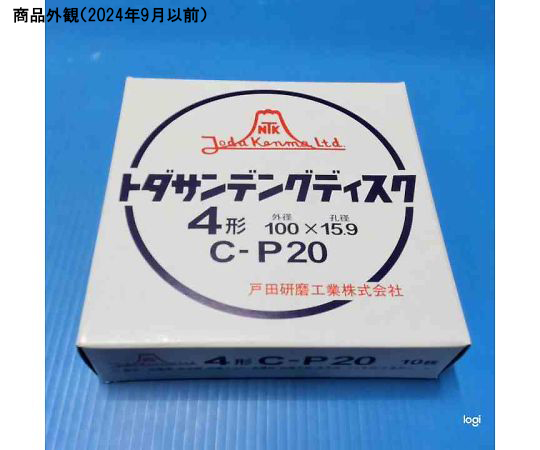 商品外観(2024年9月以前)
NTK
Toda Kenma Ltd.
トダサンデングディスク
4形 外径 100×孔径 15.9
C-P20
戸田研磨工業株式会社
4形 C-P20 10枚
logi